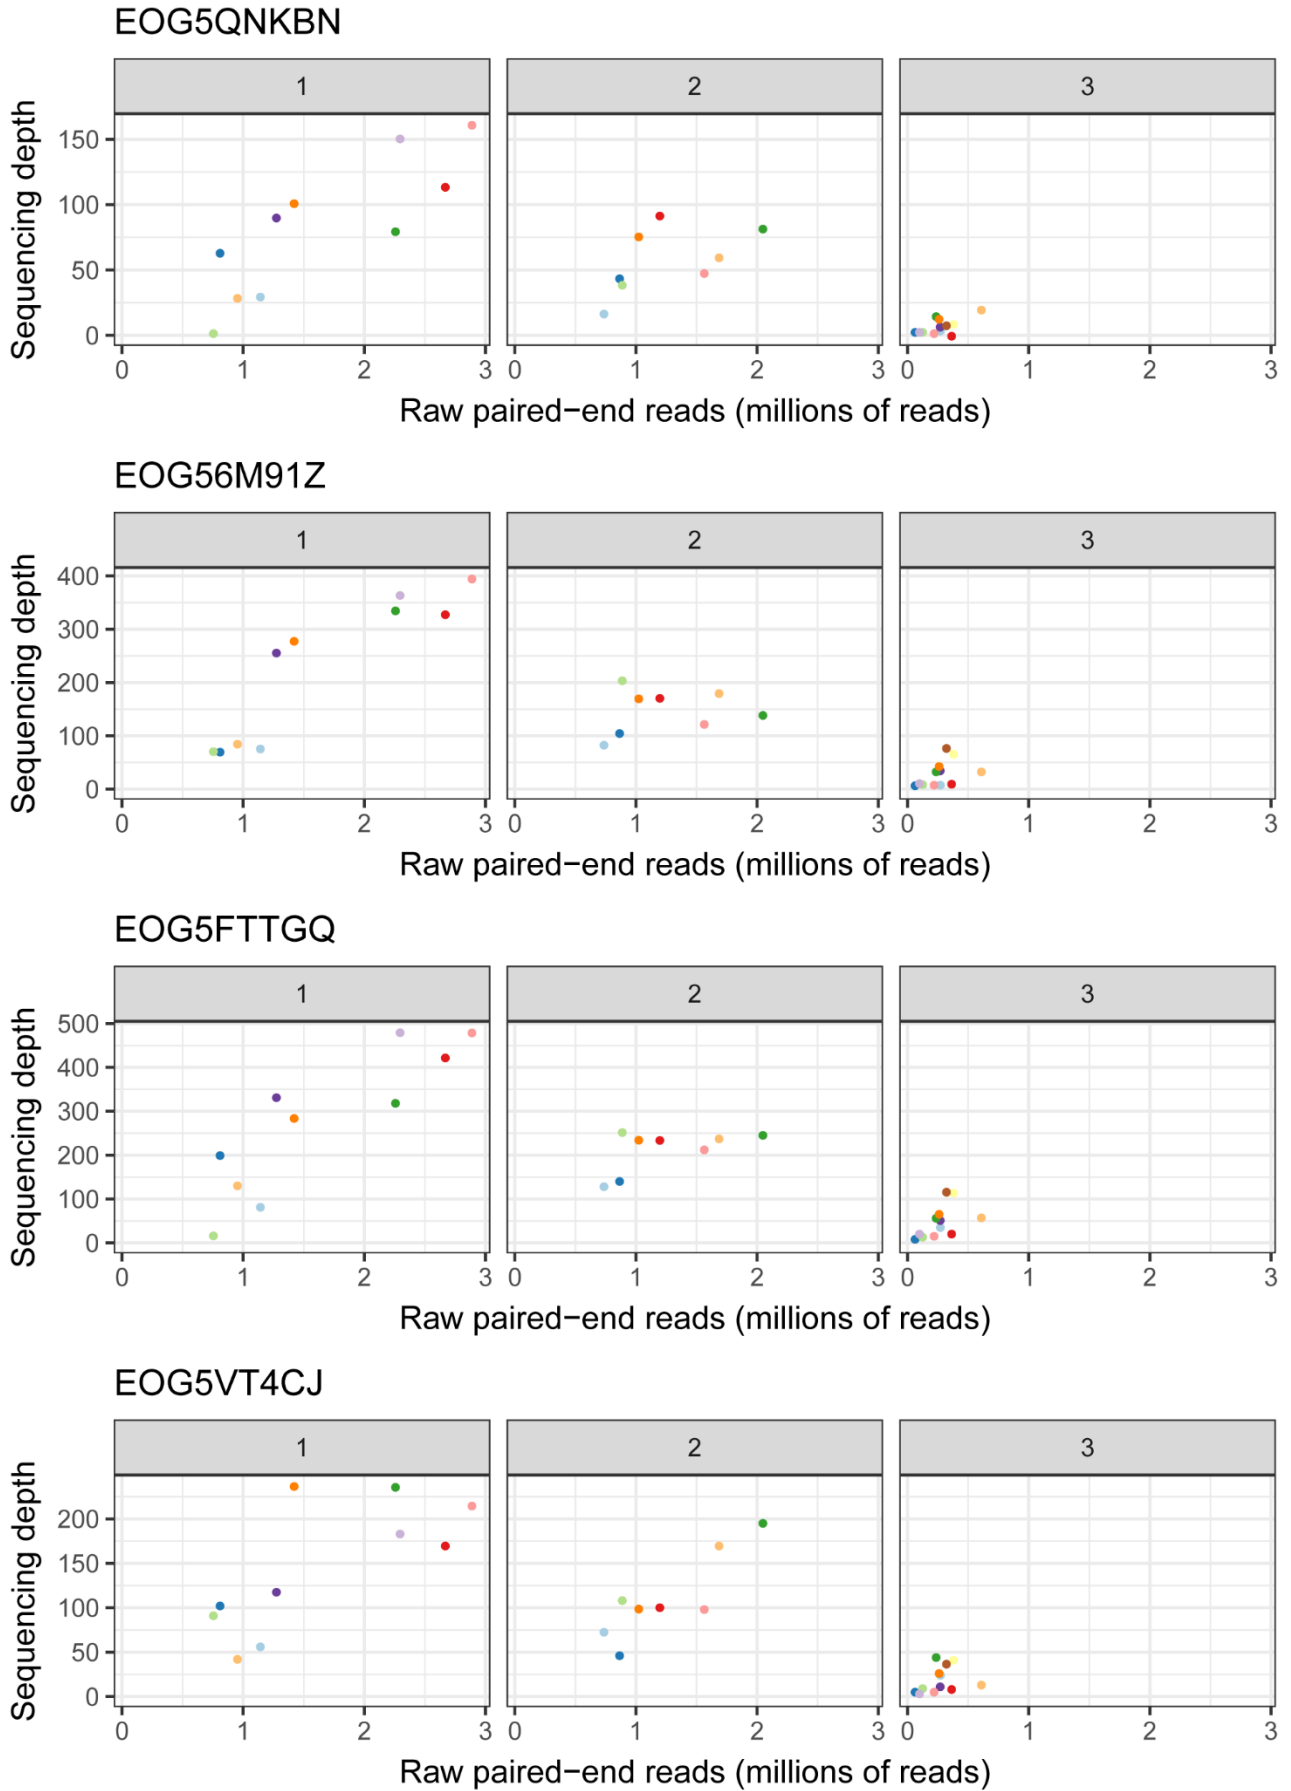 EOG5QNKBN
1 2 3
Sequencing depth
150
100
50
0
0 1 2 3 0 1 2 3 0 1 2 3
Raw paired−end reads (millions of reads)
EOG56M91Z
1 2 3
Sequencing depth
400
300
200
100
0
0 1 2 3 0 1 2 3 0 1 2 3
Raw paired−end reads (millions of reads)
EOG5FTTGQ
1 2 3
Sequencing depth
500
400
300
200
100
0
0 1 2 3 0 1 2 3 0 1 2 3
Raw paired−end reads (millions of reads)
EOG5VT4CJ
1 2 3
Sequencing depth
200
150
100
50
0
0 1 2 3 0 1 2 3 0 1 2 3
Raw paired−end reads (millions of reads)